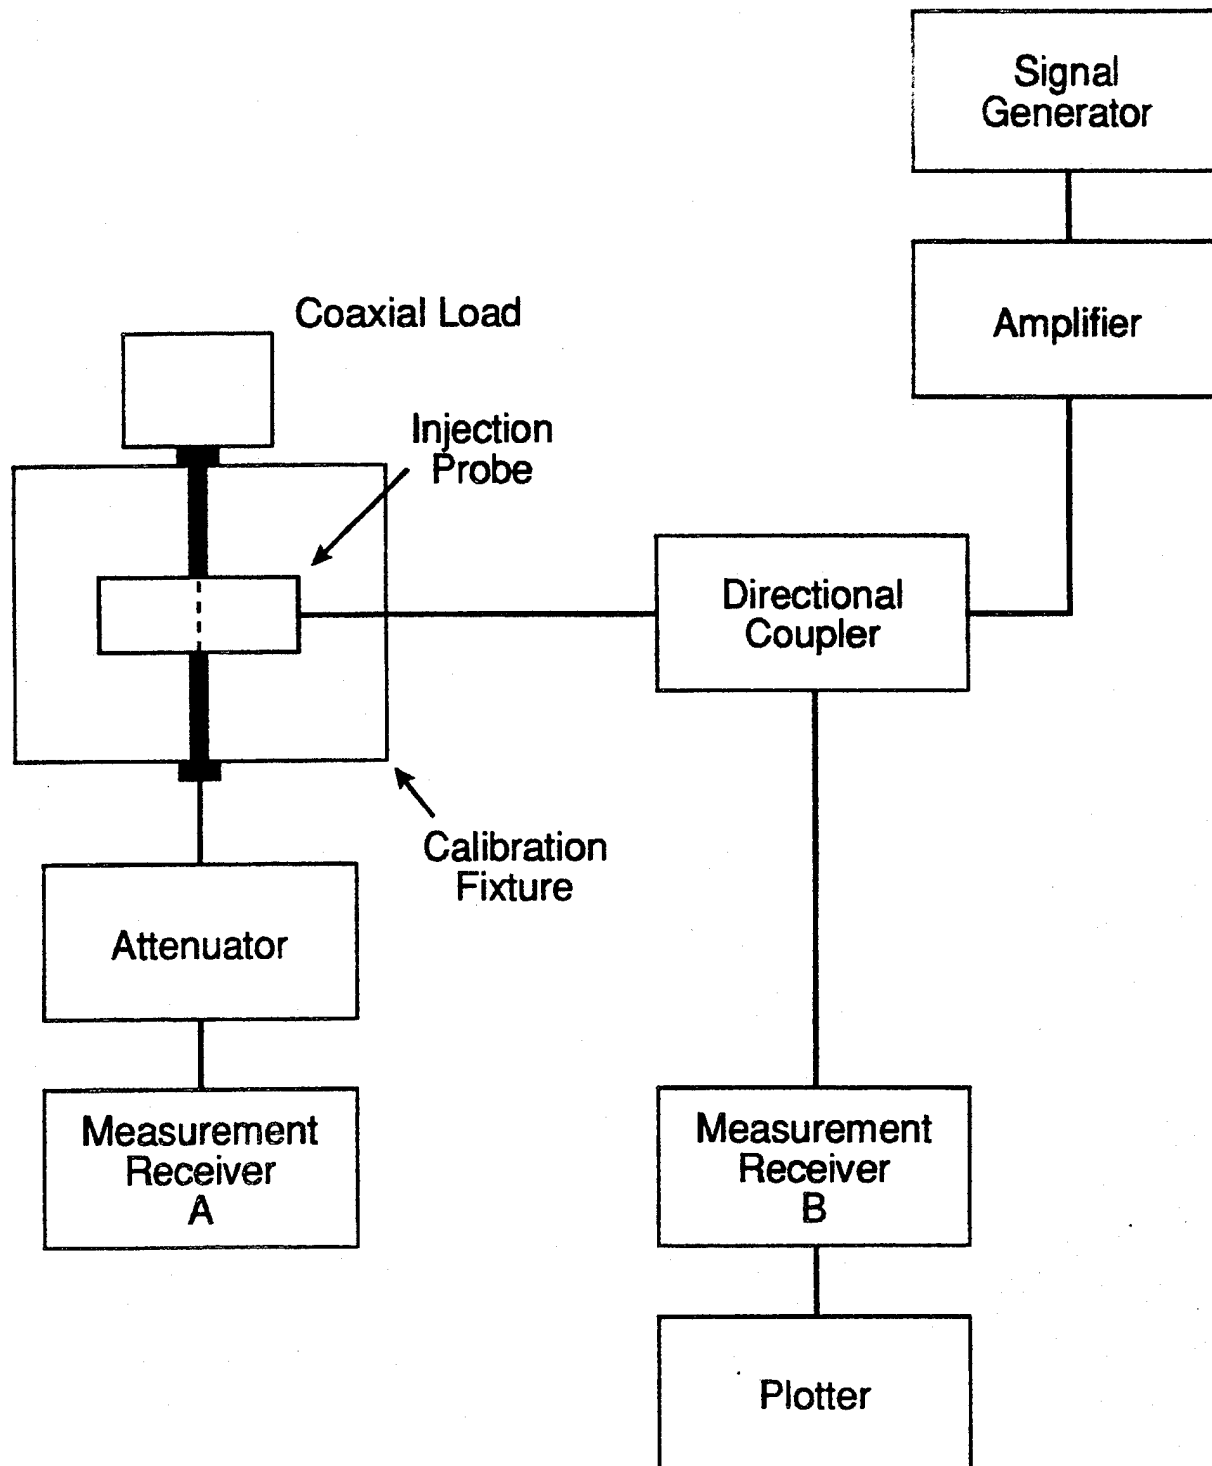 Signal
Generator
Amplifier
Coaxial Load
Injection
Probe
Directional
Coupler
Calibration
Fixture
Attenuator
Measurement
Receiver
A
Measurement
Receiver
B
Plotter